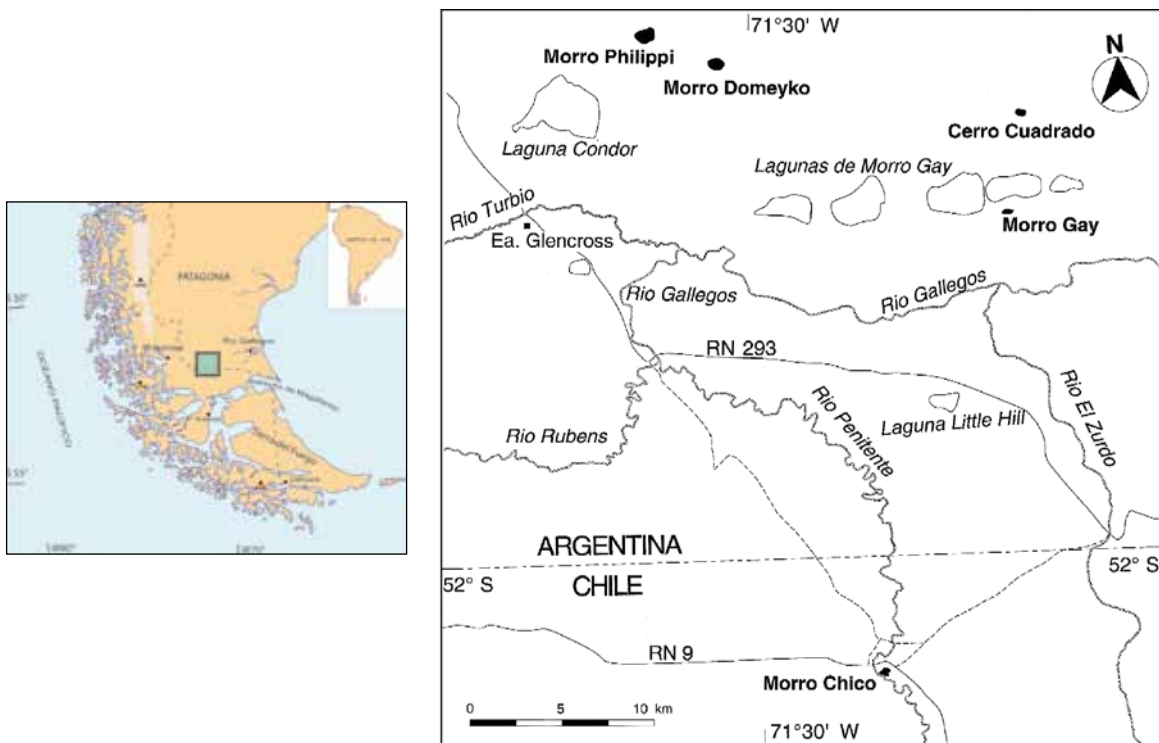 PATAGONIA
71°30' W
Morro Philippi
Morro Domeyko
N
Cerro Cuadrado
Laguna Condor
Lagunas de Morro Gay
Rio Turbio
Ea. Glencross
Morro Gay
Rio Gallegos
Rio Gallegos
RN 293
Rio Penitente
Rio El Zurdo
Laguna Little Hill
Rio Rubens
ARGENTINA
52° S
CHILE
52° S
RN 9
Morro Chico
0 5 10 km
71°30' W